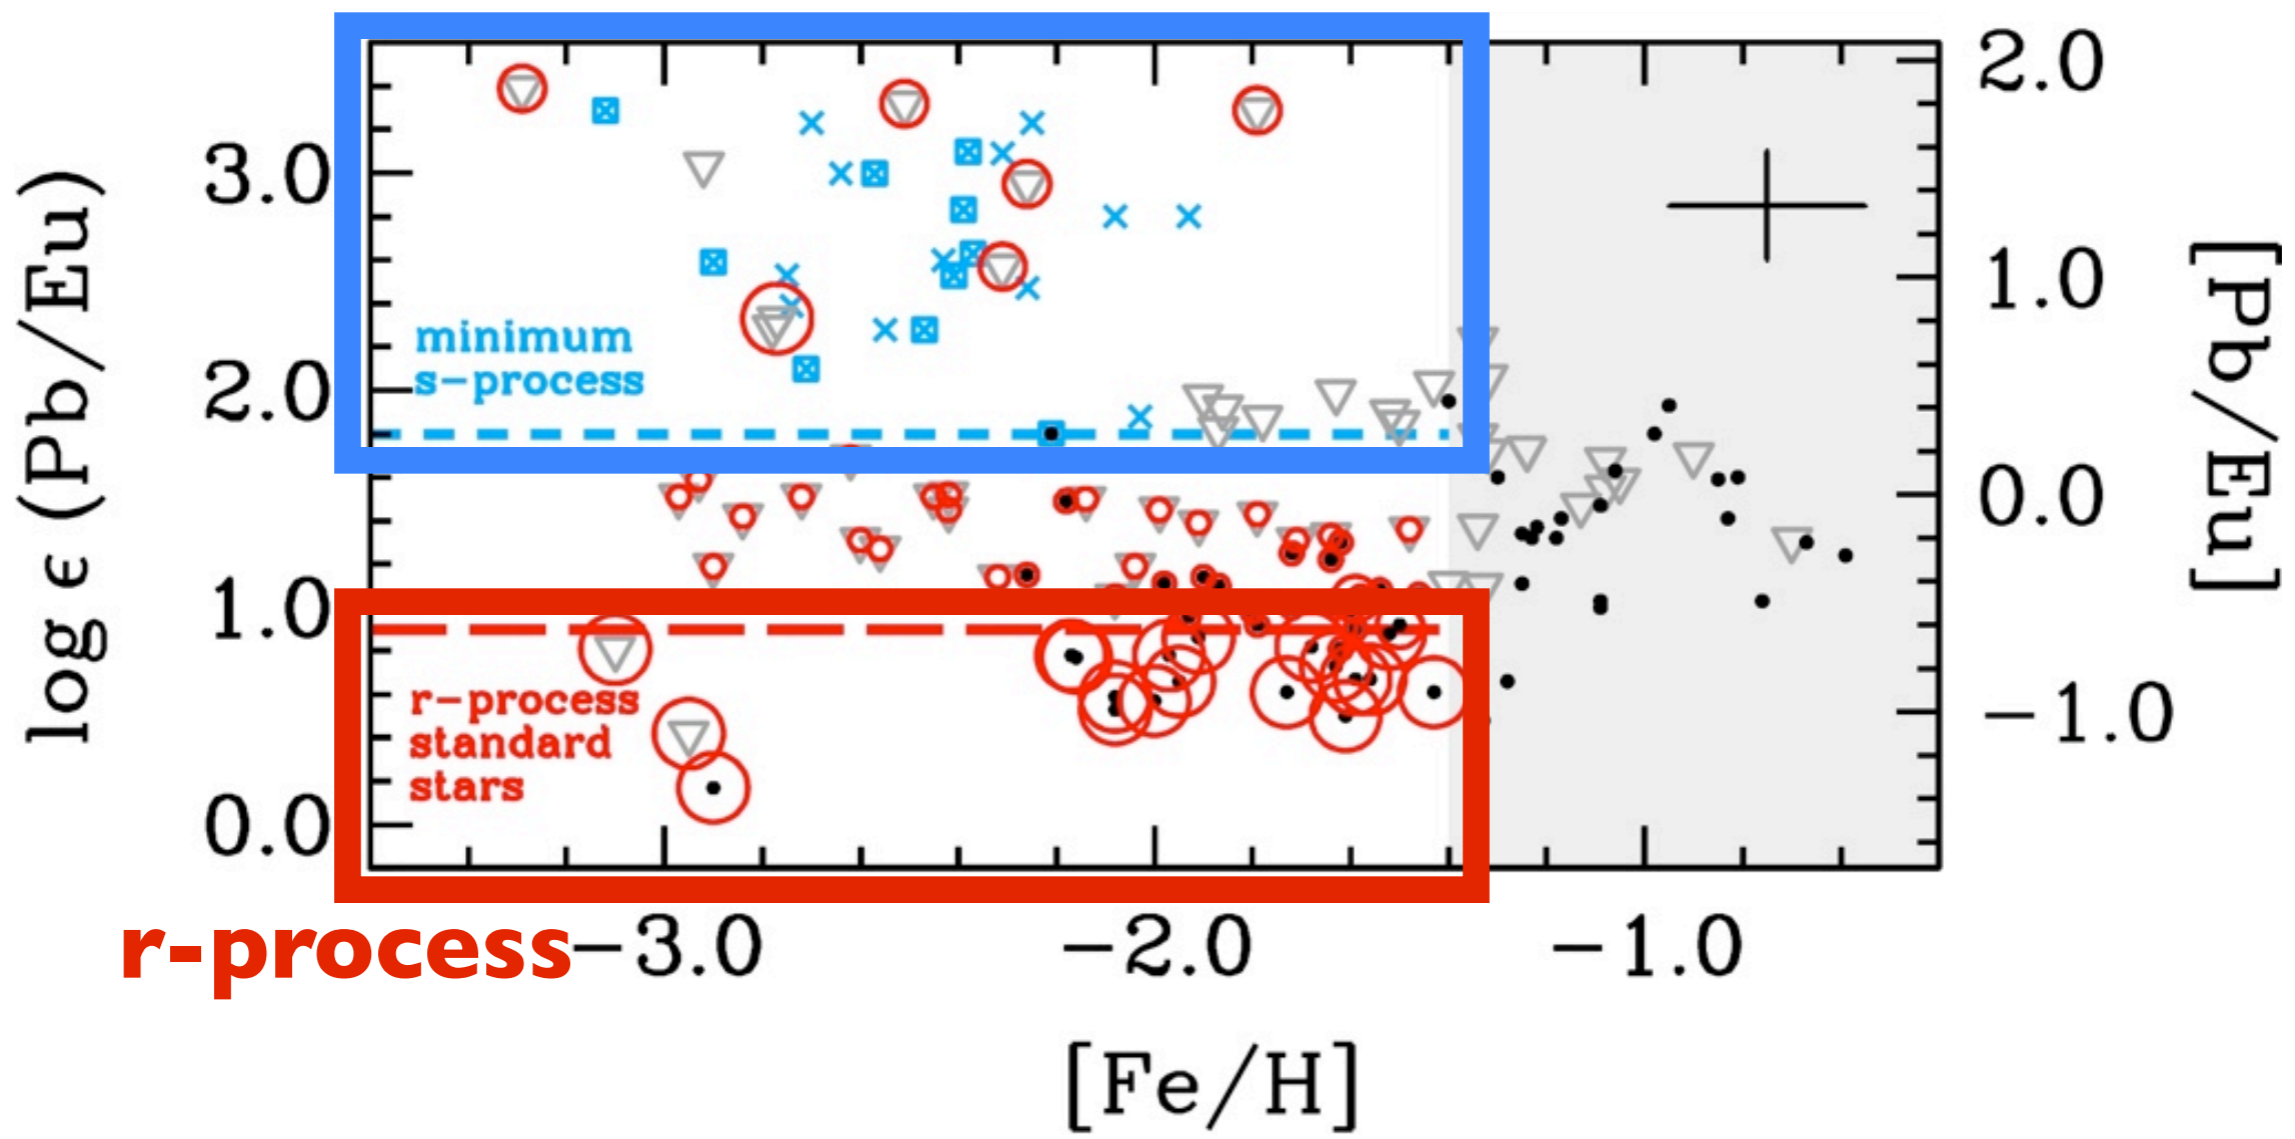 2.0
3.0
log ϵ (Pb/Eu)
[Pb/Eu]
1.0
minimum
s-process
2.0
0.0
1.0
r-process
standard
stars
-1.0
0.0
r-process
-3.0
-2.0
-1.0
[Fe/H]